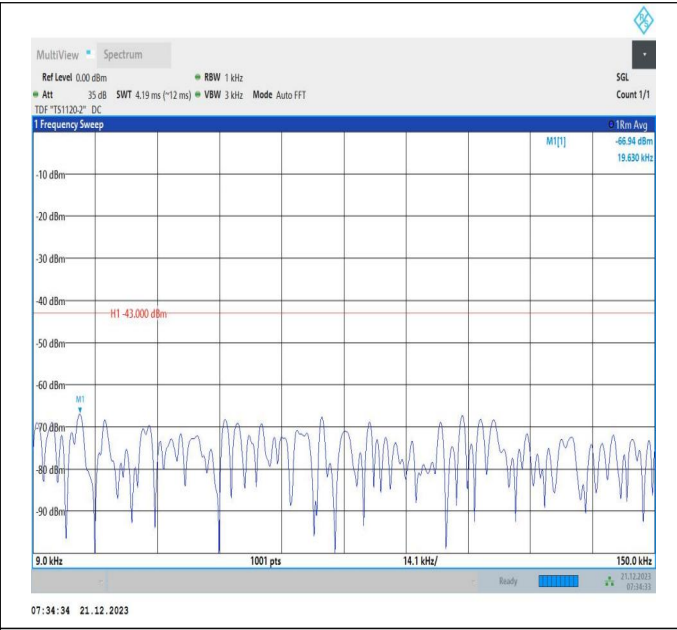 MultiView Spectrum
Ref Level 0.00 dBm RBW 1 kHz SGL
Att 35 dB SWT 4.19 ms (~12 ms) VBW 3 kHz Mode Auto FFT Count 1/1
TDF "TS1120-2" DC
1 Frequency Sweep 1Rm Avg
M1[1] -66.94 dBm
19.630 kHz
-10 dBm
-20 dBm
-30 dBm
-40 dBm
H1 -43.000 dBm
-50 dBm
-60 dBm
M1
-70 dBm
-80 dBm
-90 dBm
9.0 kHz 1001 pts 14.1 kHz/ 150.0 kHz
Ready 21.12.2023
07:34:33
07:34:34 21.12.2023